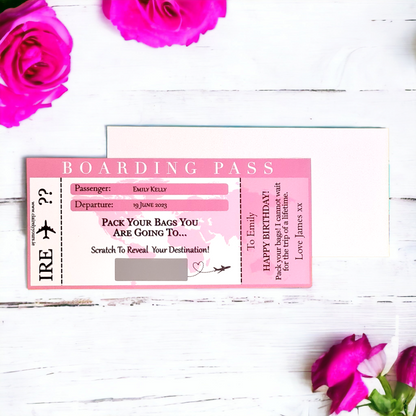 BOARDING PASS
IRE ✈ ??
Passenger: EMILY KELLY
Departure: 19 JUNE 2023
PACK YOUR BAGS YOU
ARE GOING TO...
Scratch To Reveal Your Destination!
To Emily
HAPPY BIRTHDAY!
Pack your bags! I cannot wait
for the trip of a lifetime.
Love James xx